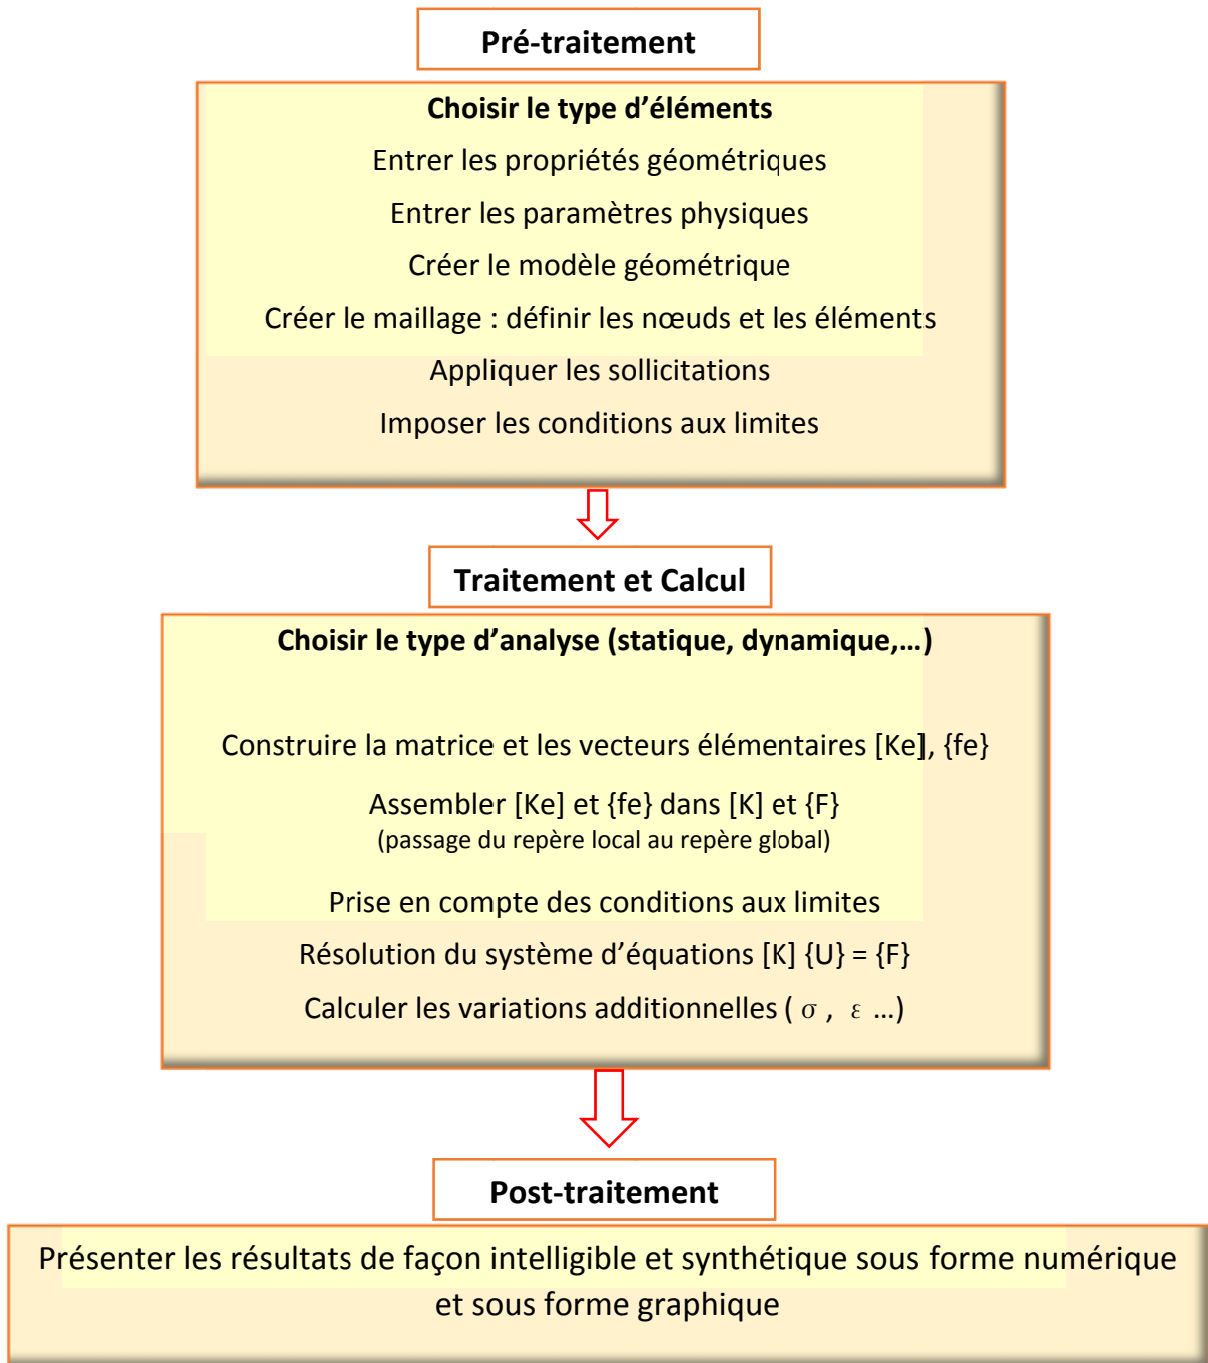 Pré-traitement
Choisir le type d’éléments
Entrer les propriétés géométriques
Entrer les paramètres physiques
Créer le modèle géométrique
Créer le maillage : définir les nœuds et les éléments
Appliquer les sollicitations
Imposer les conditions aux limites
Traitement et Calcul
Choisir le type d’analyse (statique, dynamique,…)
Construire la matrice et les vecteurs élémentaires [Ke], {fe}
Assembler [Ke] et {fe} dans [K] et {F}
(passage du repère local au repère global)
Prise en compte des conditions aux limites
Résolution du système d’équations [K] {U} = {F}
Calculer les variations additionnelles ( σ , ε …)
Post-traitement
Présenter les résultats de façon intelligible et synthétique sous forme numérique
et sous forme graphique